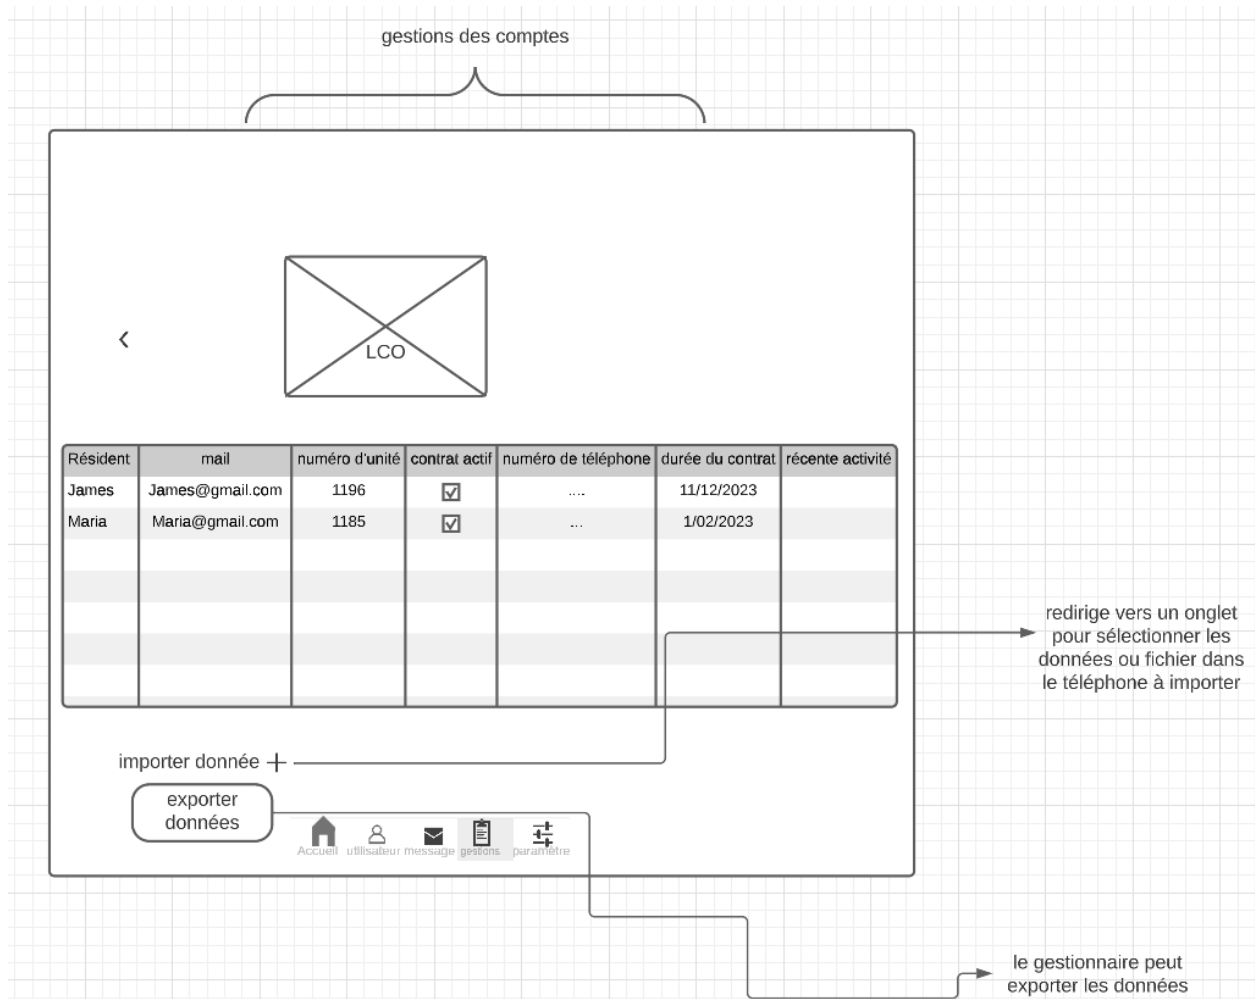 gestions des comptes
LCO
Résident mail numéro d'unité contrat actif numéro de téléphone durée du contrat récente activité
James James@gmail.com 1196 .... 11/12/2023
Maria Maria@gmail.com 1185 ... 1/02/2023
redirige vers un onglet
pour sélectionner les
données ou fichier dans
le téléphone à importer
importer donnée
exporter
données
Accueil utilisateur message gestions paramètre
le gestionnaire peut
exporter les données